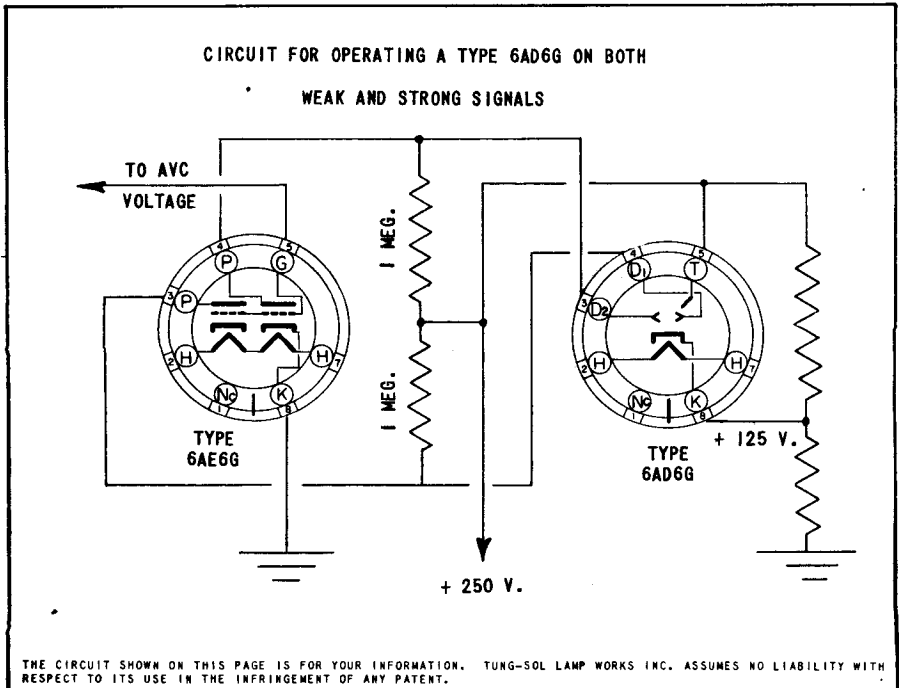 CIRCUIT FOR OPERATING A TYPE 6AD6G ON BOTH
WEAK AND STRONG SIGNALS
TO AVC
VOLTAGE
1 MEG.
1 MEG.
4
5
P
G
3
P
2
H
H
7
NC
K
1
8
TYPE
6AE6G
4
5
D1
T
3
D2
2
H
H
7
NC
K
1
8
+ 125 V.
TYPE
6AD6G
+ 250 V.
THE CIRCUIT SHOWN ON THIS PAGE IS FOR YOUR INFORMATION. TUNG-SOL LAMP WORKS INC. ASSUMES NO LIABILITY WITH
RESPECT TO ITS USE IN THE INFRINGEMENT OF ANY PATENT.